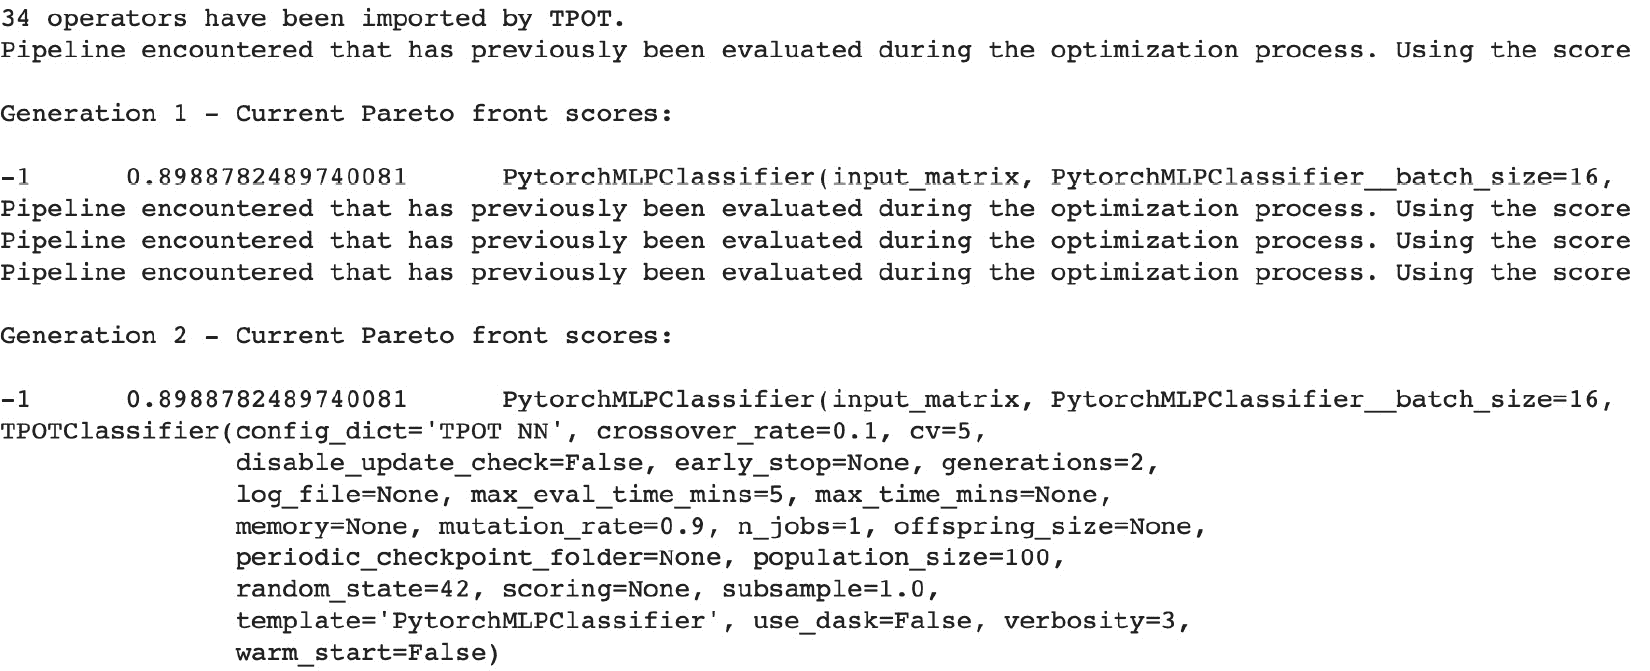 34 operators have been imported by TPOT.
Pipeline encountered that has previously been evaluated during the optimization process. Using the score
Generation 1 - Current Pareto front scores:
-1 0.8988782489740081 PytorchMLPClassifier(input_matrix, PytorchMLPClassifier__batch_size=16,
Pipeline encountered that has previously been evaluated during the optimization process. Using the score
Pipeline encountered that has previously been evaluated during the optimization process. Using the score
Pipeline encountered that has previously been evaluated during the optimization process. Using the score
Generation 2 - Current Pareto front scores:
-1 0.8988782489740081 PytorchMLPClassifier(input_matrix, PytorchMLPClassifier__batch_size=16,
TPOTClassifier(config_dict='TPOT NN', crossover_rate=0.1, cv=5,
disable_update_check=False, early_stop=None, generations=2,
log_file=None, max_eval_time_mins=5, max_time_mins=None,
memory=None, mutation_rate=0.9, n_jobs=1, offspring_size=None,
periodic_checkpoint_folder=None, population_size=100,
random_state=42, scoring=None, subsample=1.0,
template='PytorchMLPClassifier', use_dask=False, verbosity=3,
warm_start=False)